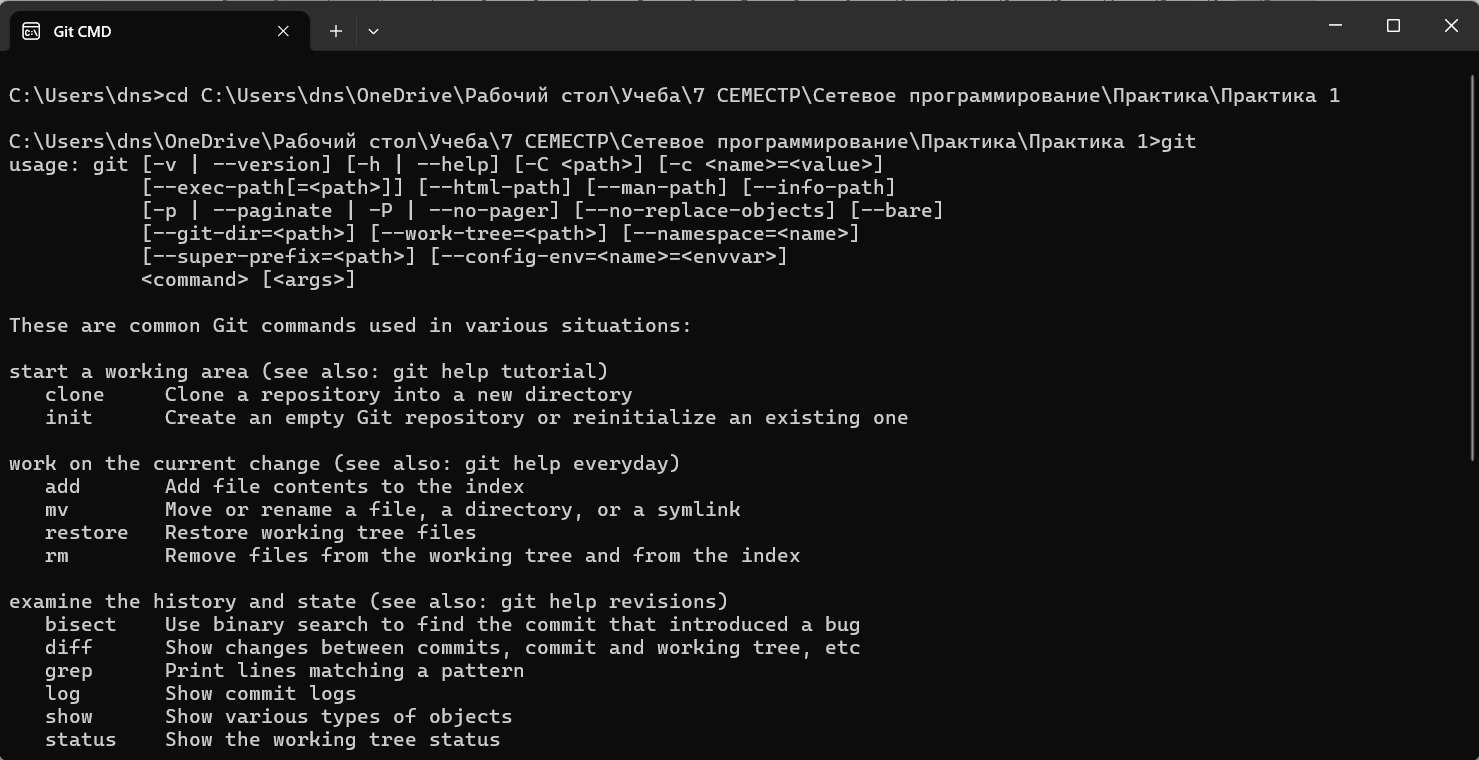 Git CMD
C:\Users\dns>cd C:\Users\dns\OneDrive\Рабочий стол\Учеба\7 СЕМЕСТР\Сетевое программирование\Практика\Практика 1
C:\Users\dns\OneDrive\Рабочий стол\Учеба\7 СЕМЕСТР\Сетевое программирование\Практика\Практика 1>git
usage: git [-v | --version] [-h | --help] [-C <path>] [-c <name>=<value>]
           [--exec-path[=<path>]] [--html-path] [--man-path] [--info-path]
           [-p | --paginate | -P | --no-pager] [--no-replace-objects] [--bare]
           [--git-dir=<path>] [--work-tree=<path>] [--namespace=<name>]
           [--super-prefix=<path>] [--config-env=<name>=<envvar>]
           <command> [<args>]
These are common Git commands used in various situations:
start a working area (see also: git help tutorial)
   clone     Clone a repository into a new directory
   init      Create an empty Git repository or reinitialize an existing one
work on the current change (see also: git help everyday)
   add       Add file contents to the index
   mv        Move or rename a file, a directory, or a symlink
   restore   Restore working tree files
   rm        Remove files from the working tree and from the index
examine the history and state (see also: git help revisions)
   bisect    Use binary search to find the commit that introduced a bug
   diff      Show changes between commits, commit and working tree, etc
   grep      Print lines matching a pattern
   log       Show commit logs
   show      Show various types of objects
   status    Show the working tree status